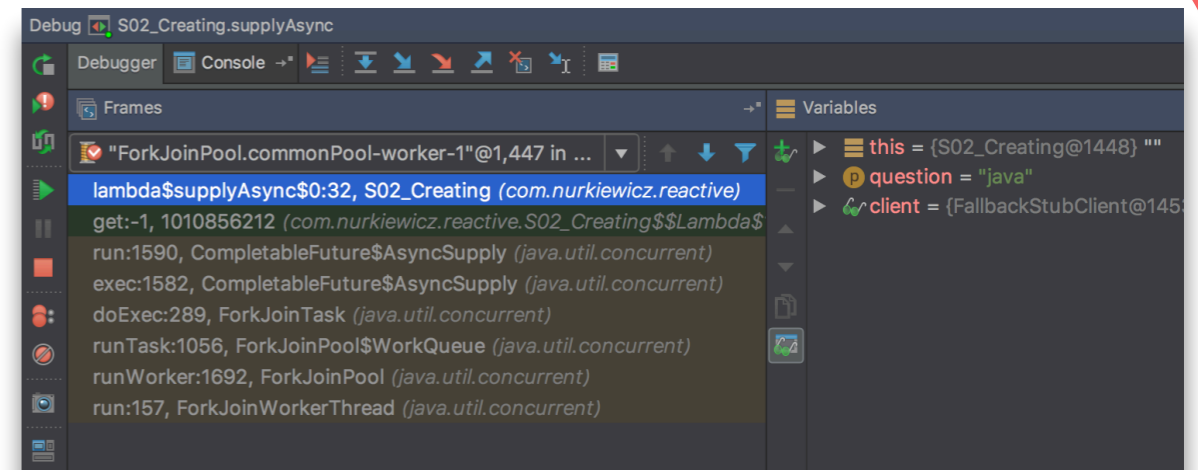 Debug S02_Creating.supplyAsync
Debugger Console
Frames
Variables
"ForkJoinPool.commonPool-worker-1"@1,447 in ...
lambda$supplyAsync$0:32, S02_Creating (com.nurkiewicz.reactive)
get:-1, 1010856212 (com.nurkiewicz.reactive.S02_Creating$$Lambda$
run:1590, CompletableFuture$AsyncSupply (java.util.concurrent)
exec:1582, CompletableFuture$AsyncSupply (java.util.concurrent)
doExec:289, ForkJoinTask (java.util.concurrent)
runTask:1056, ForkJoinPool$WorkQueue (java.util.concurrent)
runWorker:1692, ForkJoinPool (java.util.concurrent)
run:157, ForkJoinWorkerThread (java.util.concurrent)
this = {S02_Creating@1448} ""
question = "java"
client = {FallbackStubClient@145